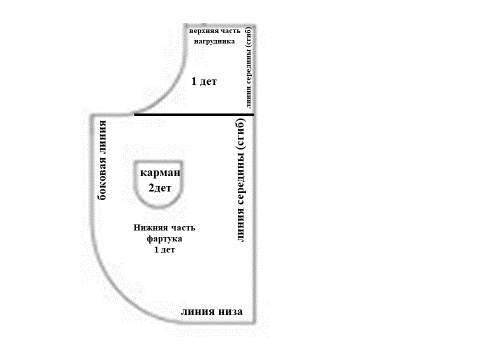 верхняя часть
нагрудника
линия середины (сгиб)
1 дет
боковая линия
линия середины (сгиб)
карман
2дет
Нижняя часть
фартука
1 дет
линия низа